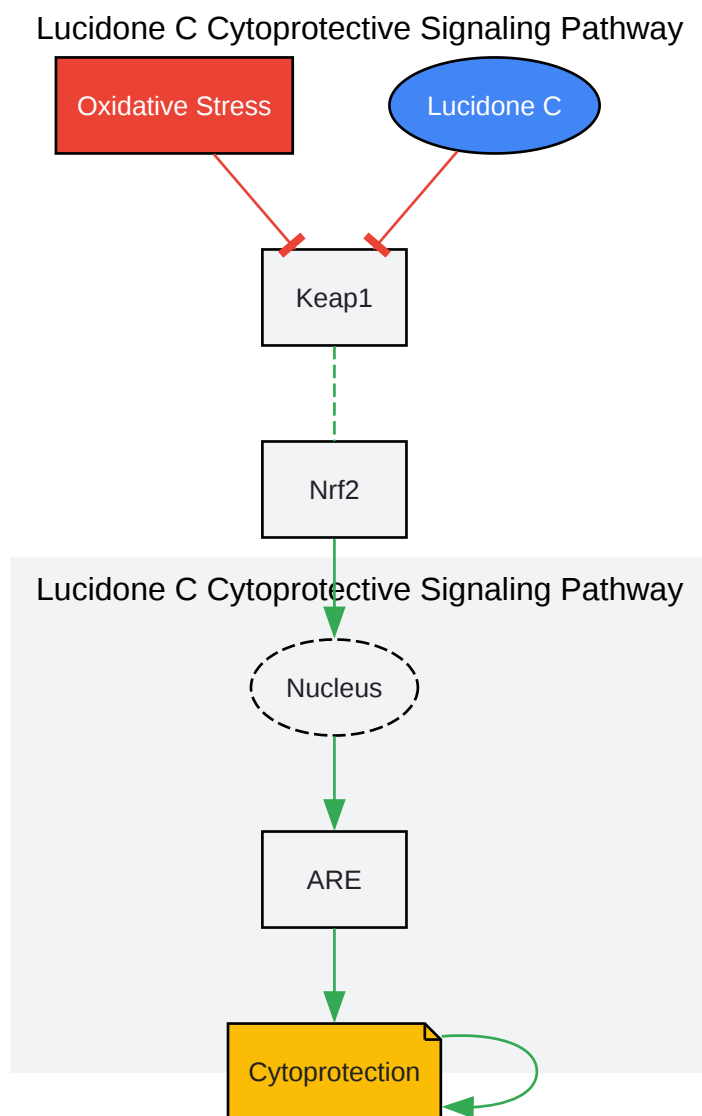 Lucidone C Cytoprotective Signaling Pathway
Oxidative Stress
Lucidone C
Keap1
Nrf2
Lucidone C Cytoprotective Signaling Pathway
Nucleus
ARE
Cytoprotection